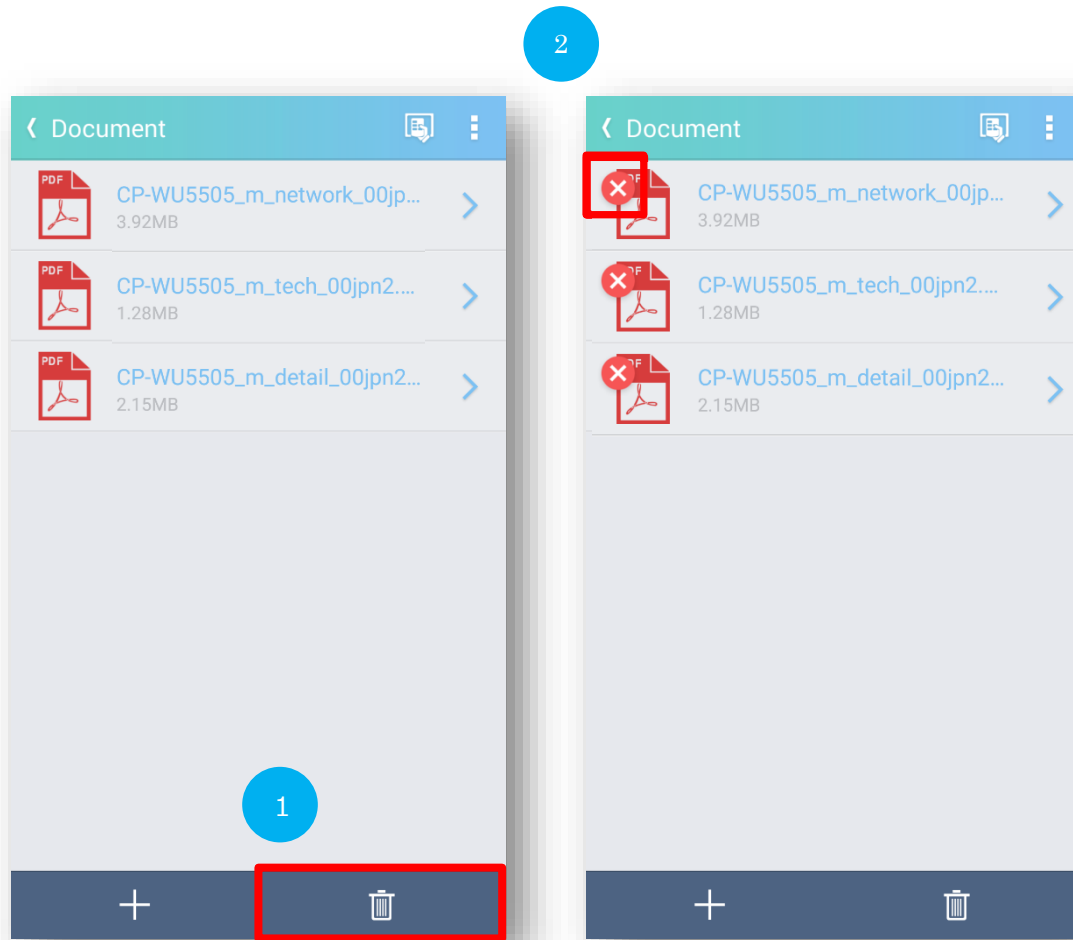 2
Document
PDF
CP-WU5505_m_network_00jp...
3.92MB
PDF
CP-WU5505_m_tech_00jpn2....
1.28MB
PDF
CP-WU5505_m_detail_00jpn2...
2.15MB
1
Document
CP-WU5505_m_network_00jp...
3.92MB
CP-WU5505_m_tech_00jpn2....
1.28MB
CP-WU5505_m_detail_00jpn2...
2.15MB